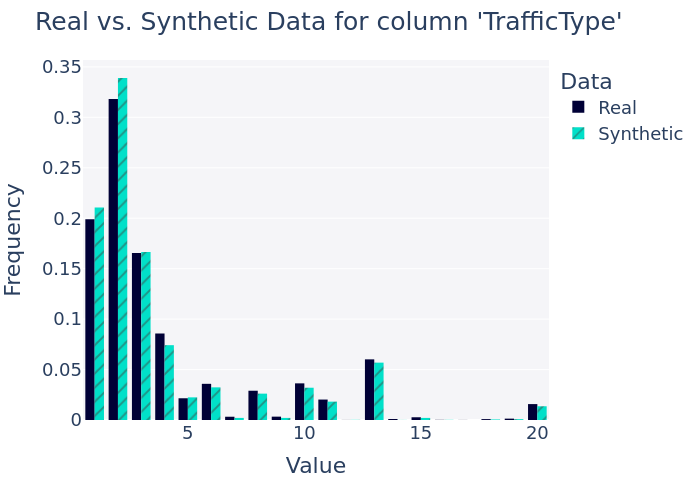 Real vs. Synthetic Data for column 'TrafficType'
0.35
0.3
0.25
0.2
0.15
0.1
0.05
0
Frequency
5
10
15
20
Value
Data
Real
Synthetic